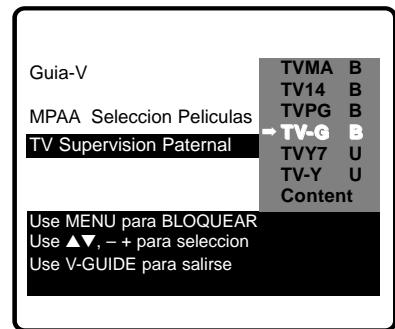 Guia-V
MPAA Seleccion Peliculas
TV Supervision Paternal
TVMA B
TV14 B
TVPG B
➡ TV-G B
TVY7 U
TV-Y U
Content
Use MENU para BLOQUEAR
Use ▲▼, – + para seleccion
Use V-GUIDE para salirse